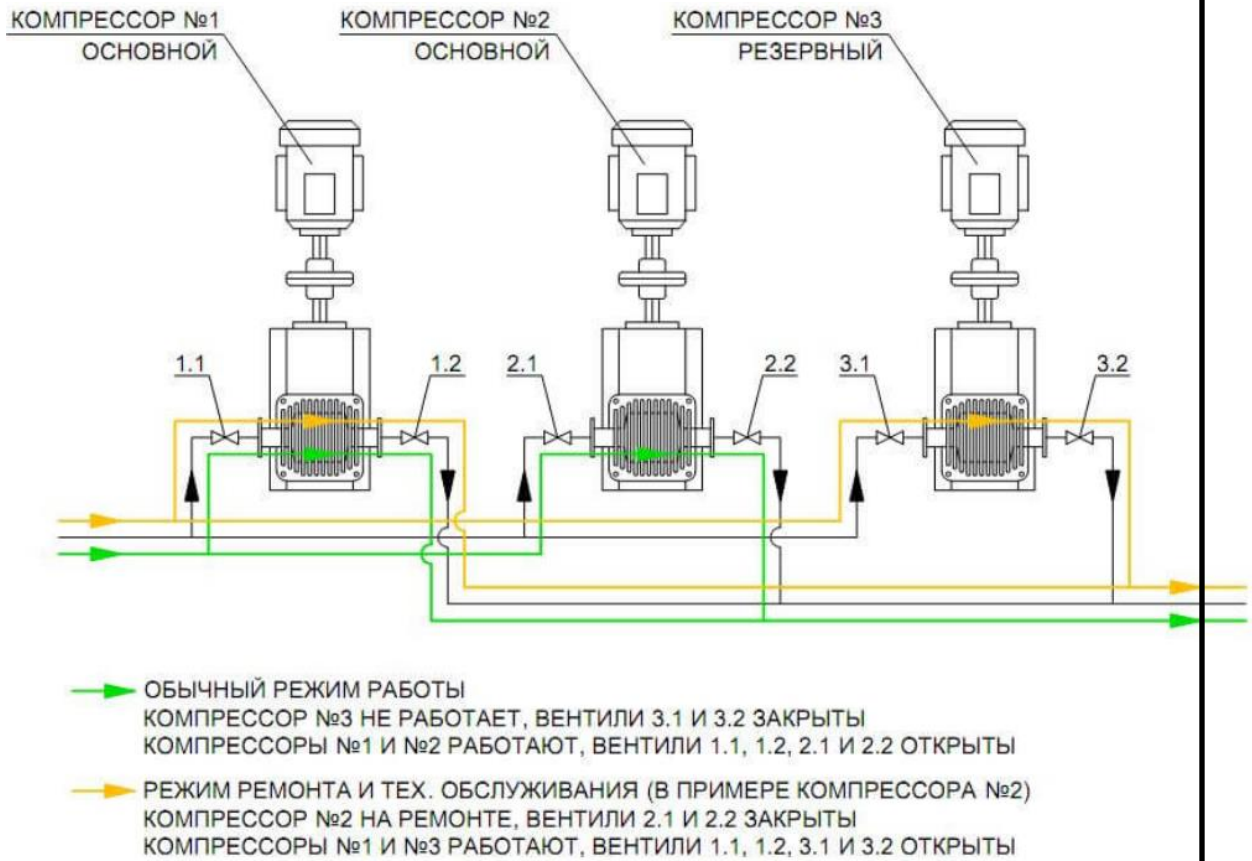 КОМПРЕССОР №1
ОСНОВНОЙ
КОМПРЕССОР №2
ОСНОВНОЙ
КОМПРЕССОР №3
РЕЗЕРВНЫЙ
1.1
1.2
2.1
2.2
3.1
3.2
ОБЫЧНЫЙ РЕЖИМ РАБОТЫ
КОМПРЕССОР №3 НЕ РАБОТАЕТ, ВЕНТИЛИ 3.1 И 3.2 ЗАКРЫТЫ
КОМПРЕССОРЫ №1 И №2 РАБОТАЮТ, ВЕНТИЛИ 1.1, 1.2, 2.1 И 2.2 ОТКРЫТЫ
РЕЖИМ РЕМОНТА И ТЕХ. ОБСЛУЖИВАНИЯ (В ПРИМЕРЕ КОМПРЕССОРА №2)
КОМПРЕССОР №2 НА РЕМОНТЕ, ВЕНТИЛИ 2.1 И 2.2 ЗАКРЫТЫ
КОМПРЕССОРЫ №1 И №3 РАБОТАЮТ, ВЕНТИЛИ 1.1, 1.2, 3.1 И 3.2 ОТКРЫТЫ